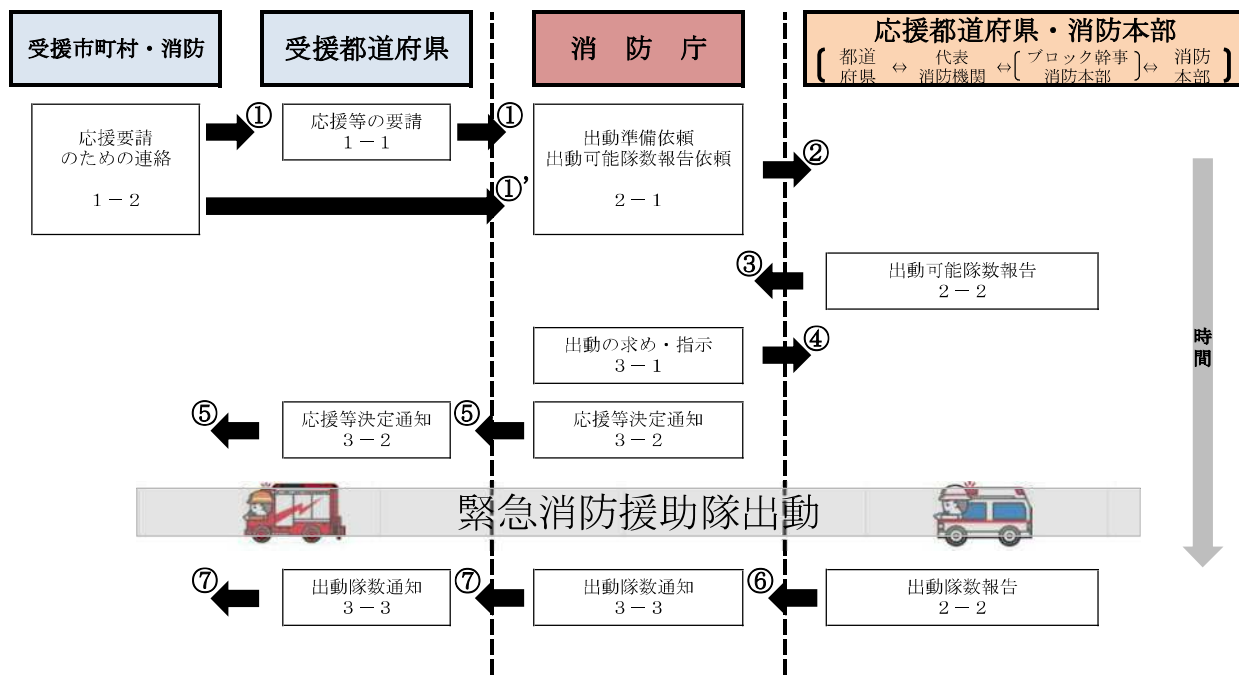 受援市町村・消防
受援都道府県
消防庁
応援都道府県・消防本部
都道府県 ⇔ 代表消防機関 ⇔ ブロック幹事消防本部 ⇔ 消防本部
応援要請
のための連絡
1－2
①
応援等の要請
1－1
①
①’
出動準備依頼
出動可能隊数報告依頼
2－1
②
③
出動可能隊数報告
2－2
出動の求め・指示
3－1
④
⑤
応援等決定通知
3－2
⑤
応援等決定通知
3－2
時間
緊急消防援助隊出動
⑦
出動隊数通知
3－3
⑦
出動隊数通知
3－3
⑥
出動隊数報告
2－2